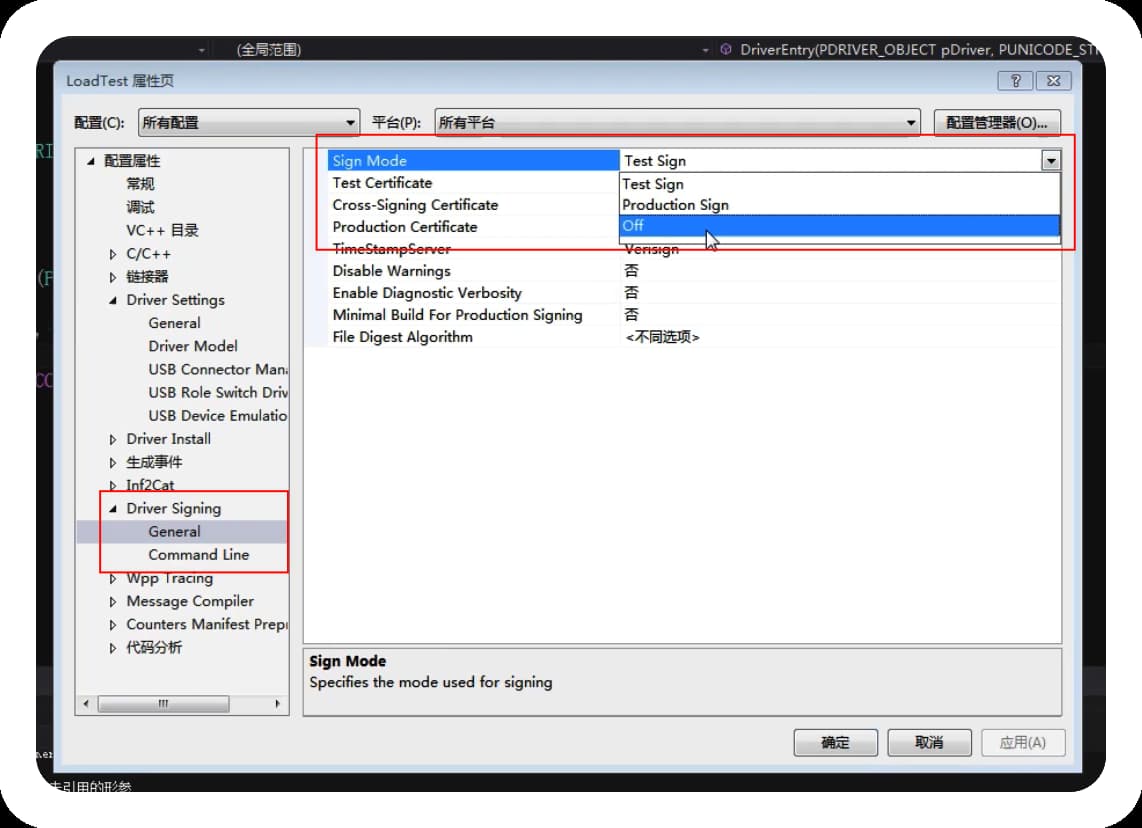 (全局范围) DriverEntry(PDRIVER_OBJECT pDriver, PUNICODE_STR
LoadTest 属性页
配置(C): 所有配置 平台(P): 所有平台 配置管理器(O)...
配置属性
常规
调试
VC++ 目录
C/C++
链接器
Driver Settings
General
Driver Model
USB Connector Mana
USB Role Switch Driv
USB Device Emulatio
Driver Install
生成事件
Inf2Cat
Driver Signing
General
Command Line
Wpp Tracing
Message Compiler
Counters Manifest Prepr
代码分析
Sign Mode Test Sign
Test Certificate Test Sign
Cross-Signing Certificate Production Sign
Production Certificate Off
TimeStampServer Verisign
Disable Warnings 否
Enable Diagnostic Verbosity 否
Minimal Build For Production Signing 否
File Digest Algorithm <不同选项>
Sign Mode
Specifies the mode used for signing
确定 取消 应用(A)
未引用的形参